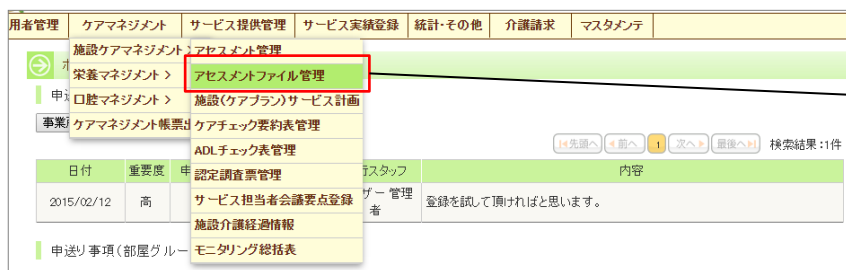 用者管理 ケアマネジメント サービス提供管理 サービス実績登録 統計・その他 介護請求 マスタメンテ
施設ケアマネジメント >
栄養マネジメント >
口腔マネジメント >
ケアマネジメント帳票出
アセスメント管理
アセスメントファイル管理
施設(ケアプラン)サービス計画
ケアチェック要約表管理
ADLチェック表管理
認定調査票管理
サービス担当者会議要点登録
施設介護経過情報
モニタリング総括表
申送
事業所
先頭へ 前へ 1 次へ 最後へ 検索結果:1件
日付 重要度 申 行スタッフ 内容
2015/02/12 高 ザー 管理者 登録を試して頂ければと思います。
申送り事項(部屋グルー